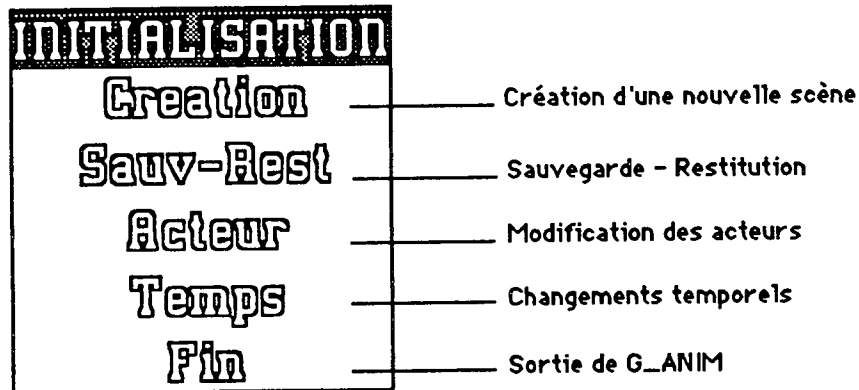 INITIALISATION
Creation Création d'une nouvelle scène
Sauv-Rest Sauvegarde - Restitution
Acteur Modification des acteurs
Temps Changements temporels
Fin Sortie de G_ANIM